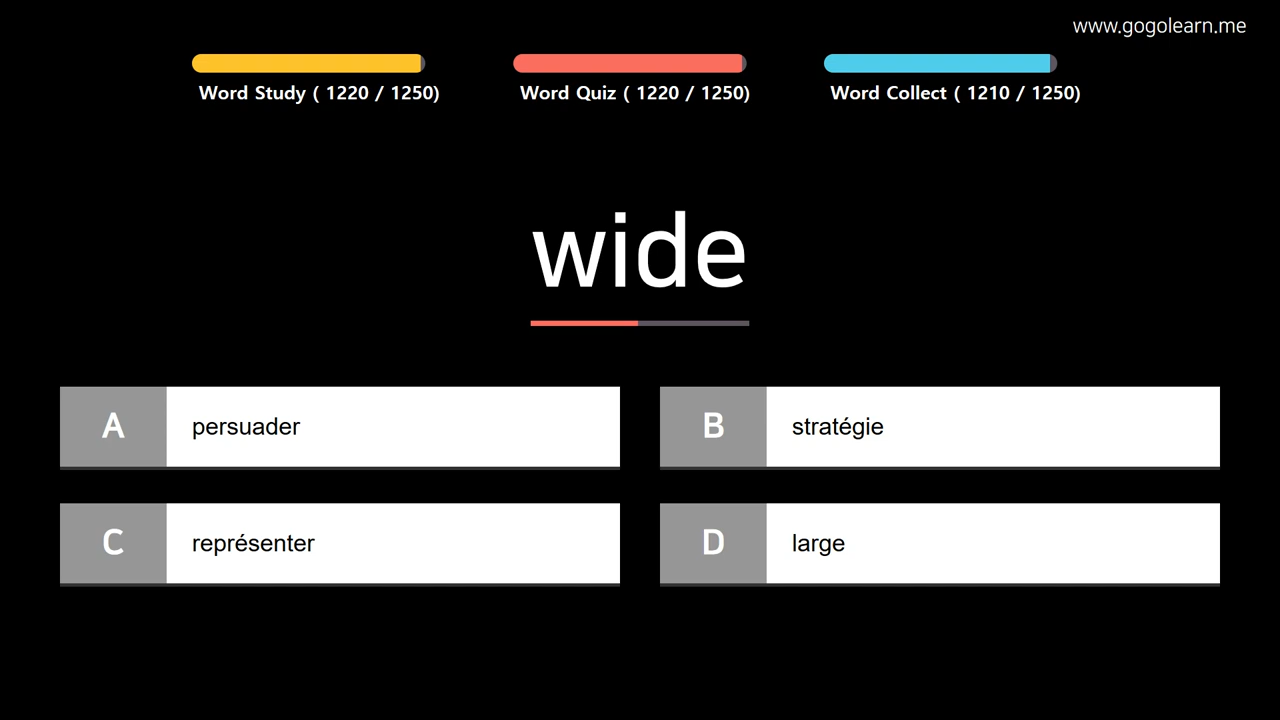 www.gogolearn.me
Word Study ( 1220 / 1250)
Word Quiz ( 1220 / 1250)
Word Collect ( 1210 / 1250)
wide
A persuader
B stratégie
C représenter
D large